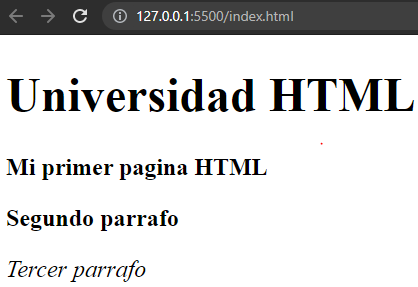 127.0.0.1:5500/index.html
Universidad HTML
Mi primer pagina HTML
Segundo parrafo
Tercer parrafo